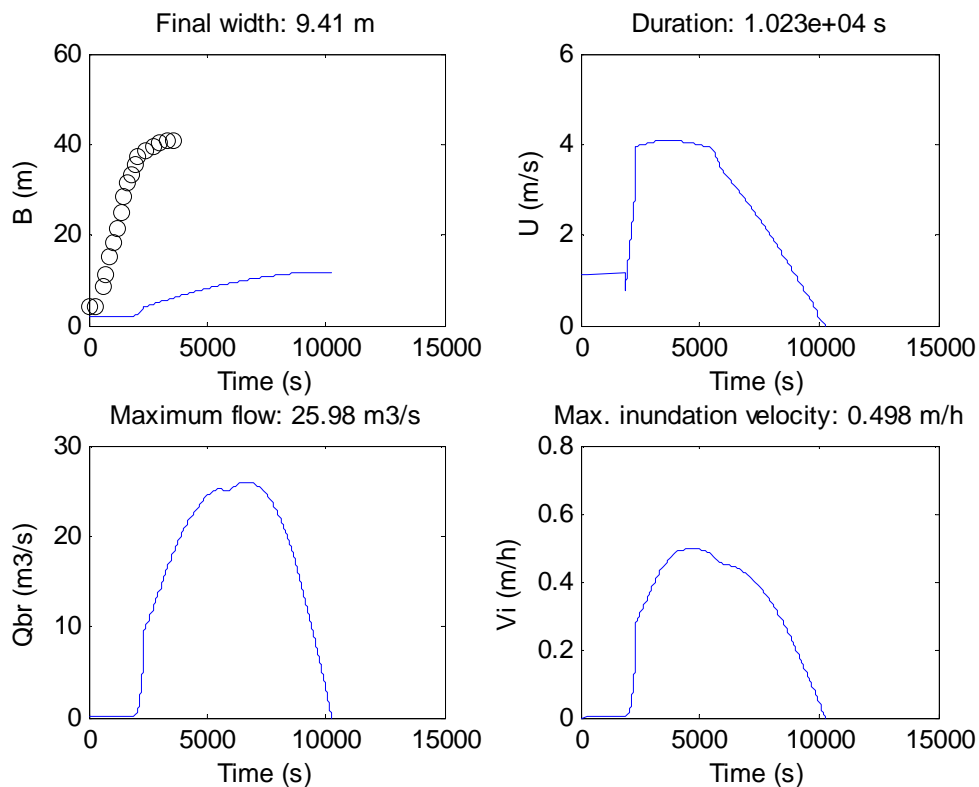 Final width: 9.41 m
60
40
20
0
B (m)
0 5000 10000 15000
Time (s)
Duration: 1.023e+04 s
6
4
2
0
U (m/s)
0 5000 10000 15000
Time (s)
Maximum flow: 25.98 m3/s
30
20
10
0
Qbr (m3/s)
0 5000 10000 15000
Time (s)
Max. inundation velocity: 0.498 m/h
0.8
0.6
0.4
0.2
0
Vi (m/h)
0 5000 10000 15000
Time (s)